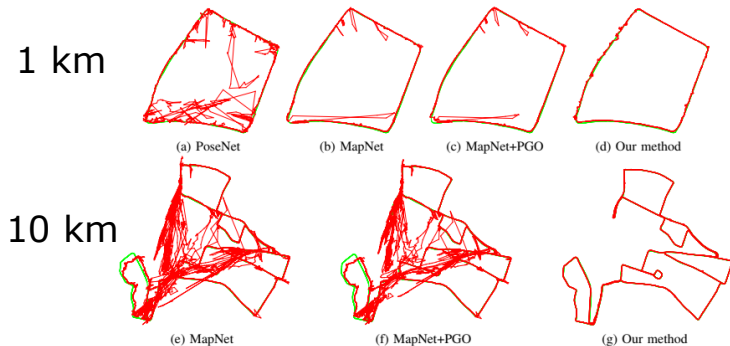 1 km
(a) PoseNet
(b) MapNet
(c) MapNet+PGO
(d) Our method
10 km
(e) MapNet
(f) MapNet+PGO
(g) Our method